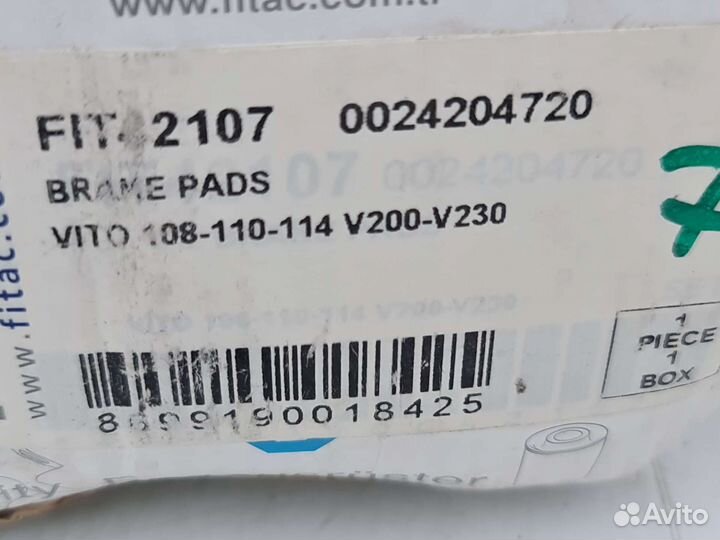 www.fitac.com.tr
2107 0024204720
BRAKE PADS
VITO 108-110-114 V200-V230
1
PIECE
1
BOX
8699190018425
www.fitac.co
Avito